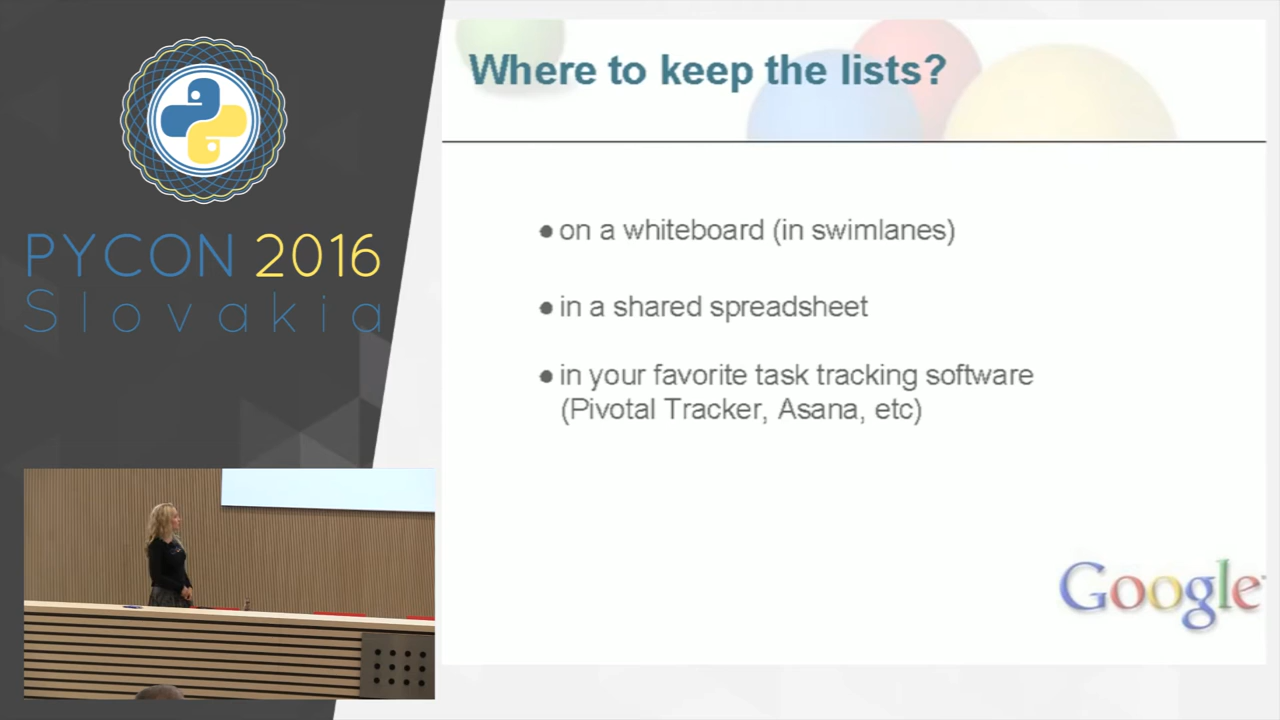 PYCON 2016
Slovakia
Where to keep the lists?
● on a whiteboard (in swimlanes)
● in a shared spreadsheet
● in your favorite task tracking software
(Pivotal Tracker, Asana, etc)
Google